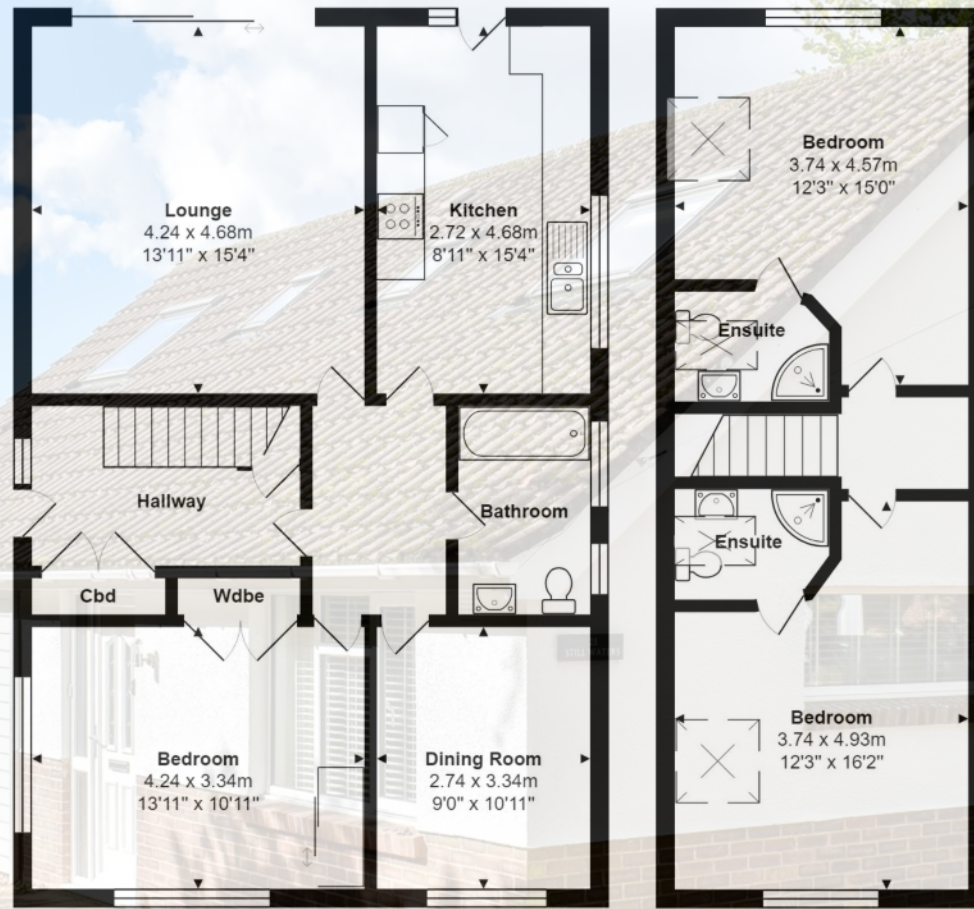 Lounge
4.24 x 4.68m
13'11" x 15'4"
Kitchen
2.72 x 4.68m
8'11" x 15'4"
Hallway
Bathroom
Cbd
Wdbe
Bedroom
4.24 x 3.34m
13'11" x 10'11"
Dining Room
2.74 x 3.34m
9'0" x 10'11"
Bedroom
3.74 x 4.57m
12'3" x 15'0"
Ensuite
Ensuite
Bedroom
3.74 x 4.93m
12'3" x 16'2"